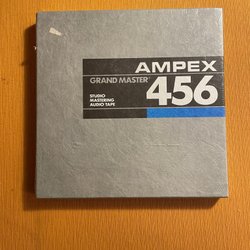 AMPEX
GRAND MASTER®
456
STUDIO
MASTERING
AUDIO TAPE